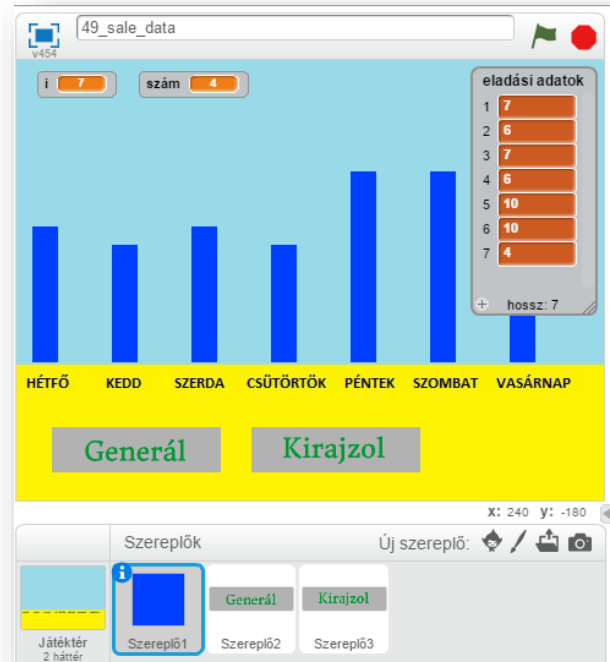 49_sale_data
v454
i 7
szám 4
eladási adatok
1 7
2 6
3 7
4 6
5 10
6 10
7 4
+ hossz: 7
HÉTFŐ KEDD SZERDA CSÜTÖRTÖK PÉNTEK SZOMBAT VASÁRNAP
Generál Kirajzol
x: 240 y: -180
Szereplők Új szereplő:
Generál Kirajzol
Játéktér Szereplő1 Szereplő2 Szereplő3
2 háttér